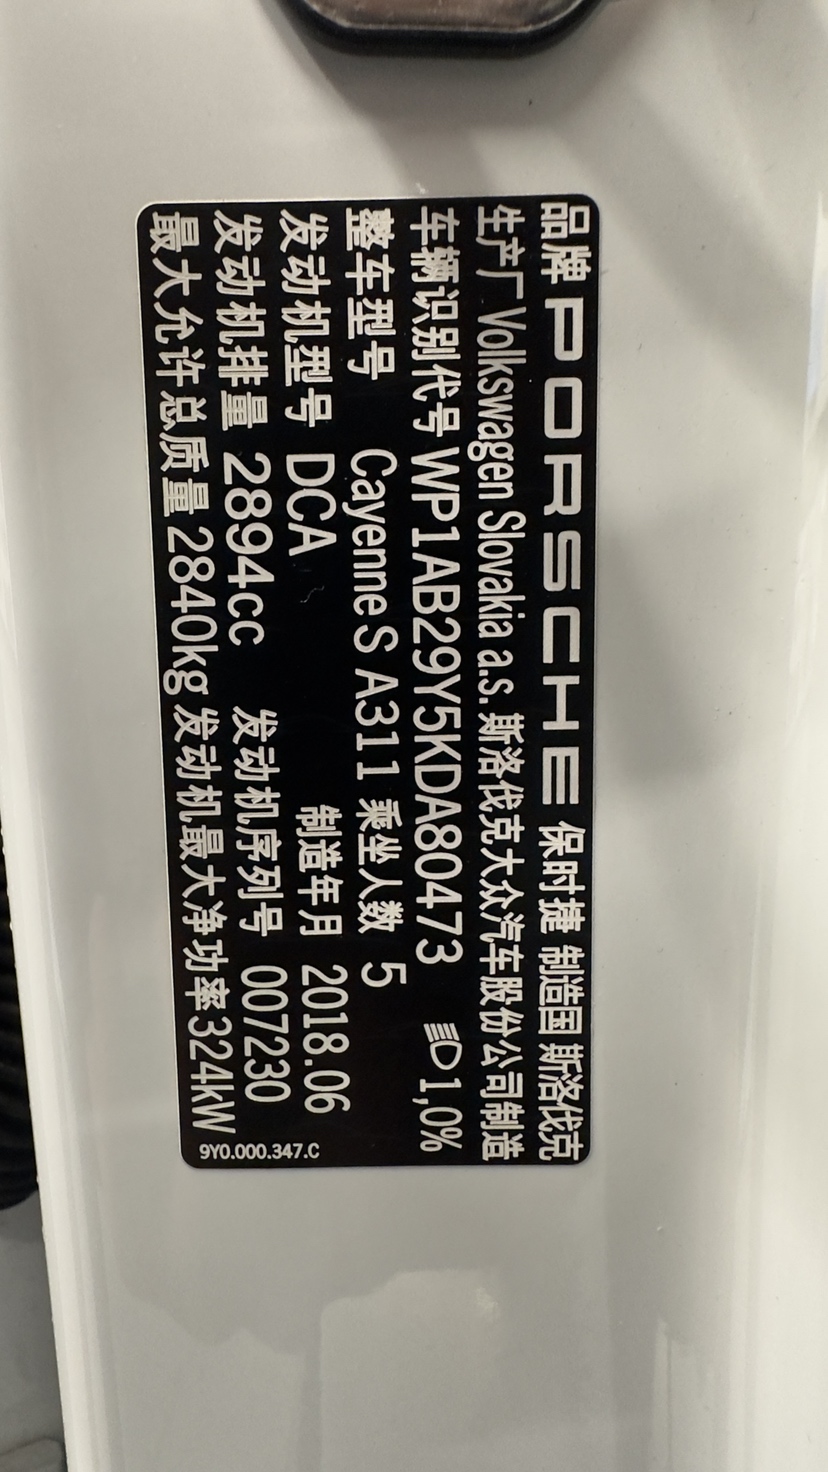 品牌 PORSCHE 保时捷 制造国 斯洛伐克
生产厂 Volkswagen Slovakia a.s. 斯洛伐克大众汽车股份公司制造
车辆识别代号 WP1AB29Y5KDA80473 1,0%
整车型号 Cayenne S A311 乘坐人数 5
发动机型号 DCA 制造年月 2018.06
发动机排量 2894cc 发动机序列号 007230
最大允许总质量 2840kg 发动机最大净功率 324kW
9Y0.000.347.C